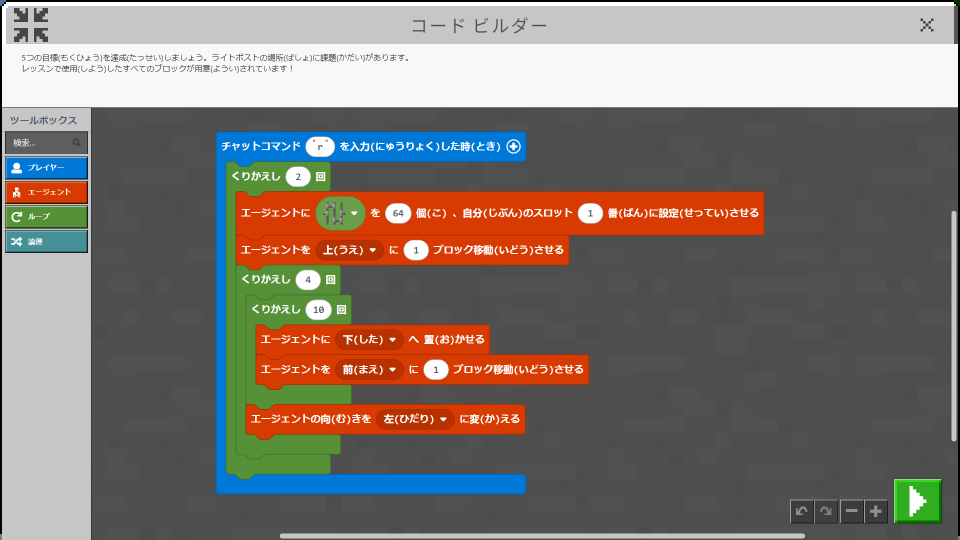 コード ビルダー
5つの目標(もくひょう)を達成(たっせい)しましょう。ライトポストの場所(ばしょ)に課題(かだい)があります。
レッスンで使用(しよう)したすべてのブロックが用意(ようい)されています！
ツールボックス
検索...
プレイヤー
エージェント
ループ
論理
チャットコマンド "r" を入力(にゅうりょく)した時(とき)
くりかえし 2 回
エージェントに を 64 個(こ) 、自分(じぶん)のスロット 1 番(ばん)に設定(せってい)させる
エージェントを 上(うえ) に 1 ブロック移動(いどう)させる
くりかえし 4 回
くりかえし 10 回
エージェントに 下(した) へ 置(お)かせる
エージェントを 前(まえ) に 1 ブロック移動(いどう)させる
エージェントの向(む)きを 左(ひだり) に変(か)える